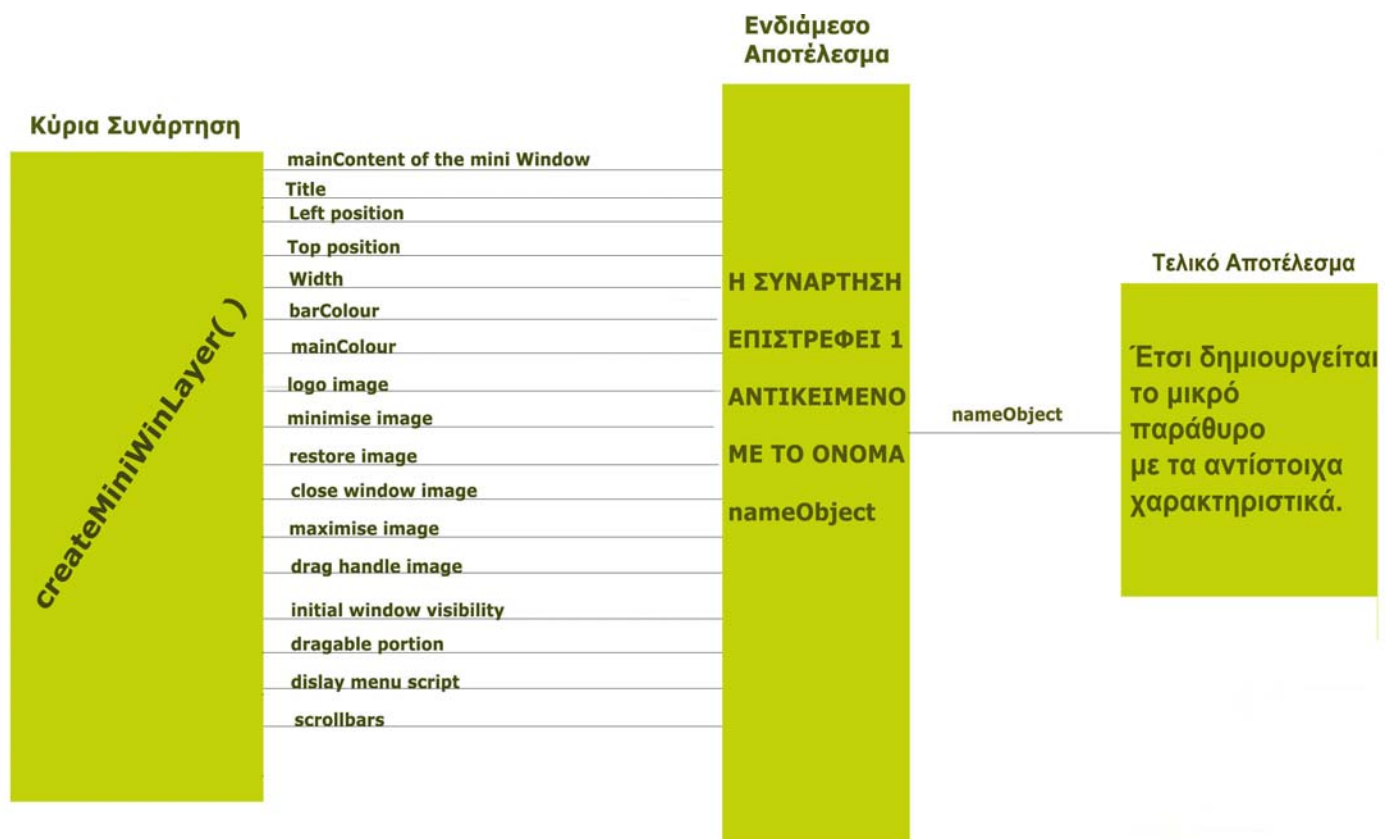 Κύρια Συνάρτηση
createMiniWinLayer( )
mainContent of the mini Window
Title
Left position
Top position
Width
barColour
mainColour
logo image
minimise image
restore image
close window image
maximise image
drag handle image
initial window visibility
dragable portion
dislay menu script
scrollbars
Ενδιάμεσο
Αποτέλεσμα
Η ΣΥΝΑΡΤΗΣΗ
ΕΠΙΣΤΡΕΦΕΙ 1
ΑΝΤΙΚΕΙΜΕΝΟ
ΜΕ ΤΟ ΟΝΟΜΑ
nameObject
nameObject
Τελικό Αποτέλεσμα
Έτσι δημιουργείται
το μικρό
παράθυρο
με τα αντίστοιχα
χαρακτηριστικά.